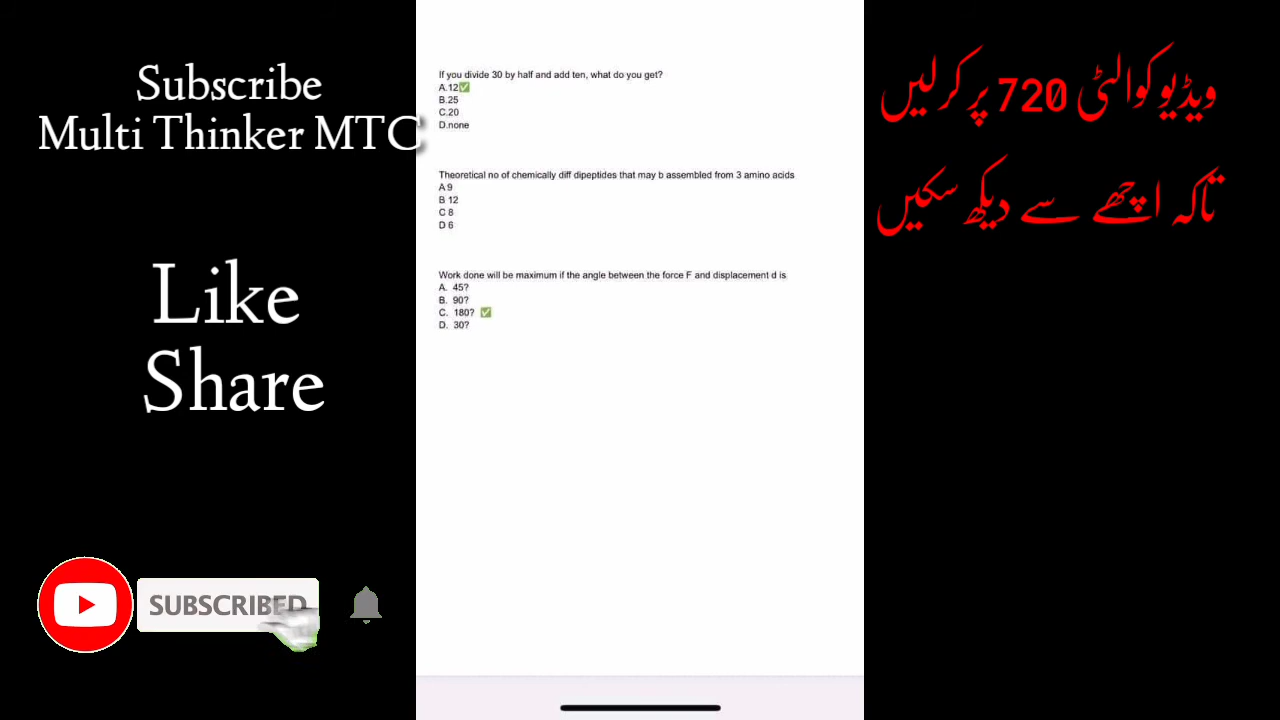 Subscribe
Multi Thinker MTC
Like
Share
SUBSCRIBED
If you divide 30 by half and add ten, what do you get?
A.12✅
B.25
C.20
D.none
Theoretical no of chemically diff dipeptides that may b assembled from 3 amino acids
A 9
B 12
C 8
D 6
Work done will be maximum if the angle between the force F and displacement d is
A. 45?
B. 90?
C. 180? ✅
D. 30?
ویڈیو کوالٹی 720 پر کرلیں
تاکہ اچھے سے دیکھ سکیں